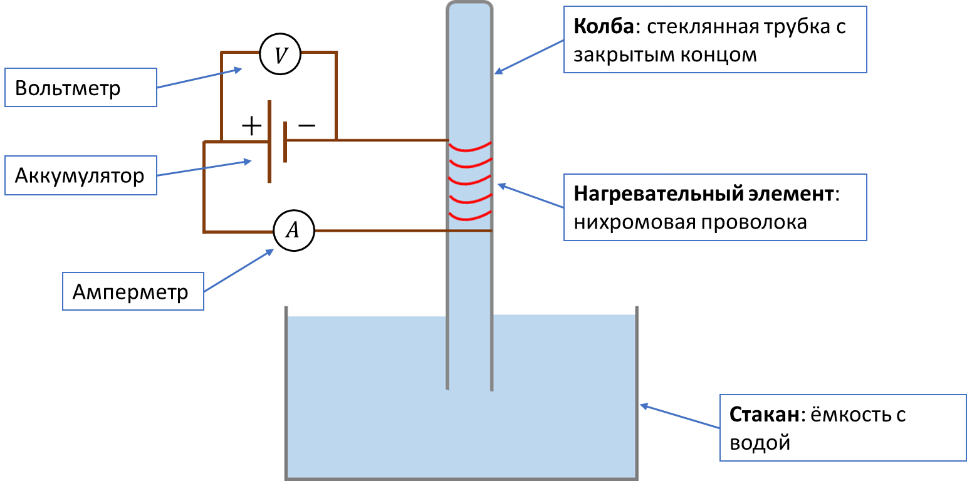 Колба: стеклянная трубка с
закрытым концом
V
Вольтметр
+ −
Аккумулятор
Нагревательный элемент:
нихромовая проволока
A
Амперметр
Стакан: ёмкость с
водой